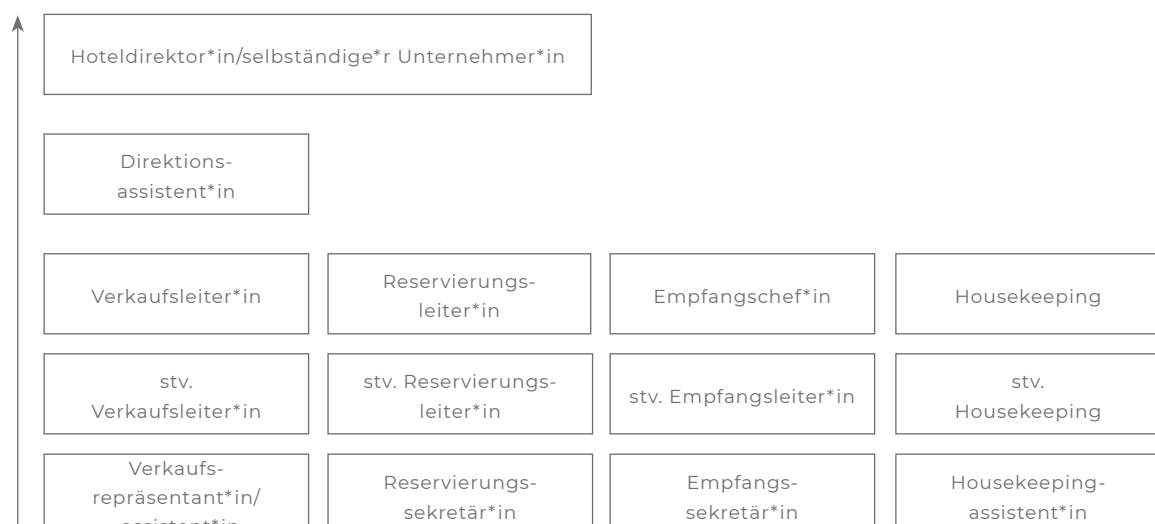 Hoteldirektor*in/selbständige*r Unternehmer*in
Direktions-
assistent*in
Verkaufsleiter*in
Reservierungs-
leiter*in
Empfangschef*in
Housekeeping
stv.
Verkaufsleiter*in
stv. Reservierungs-
leiter*in
stv. Empfangsleiter*in
stv.
Housekeeping
Verkaufs-
repräsentant*in/
assistent*in
Reservierungs-
sekretär*in
Empfangs-
sekretär*in
Housekeeping-
assistent*in